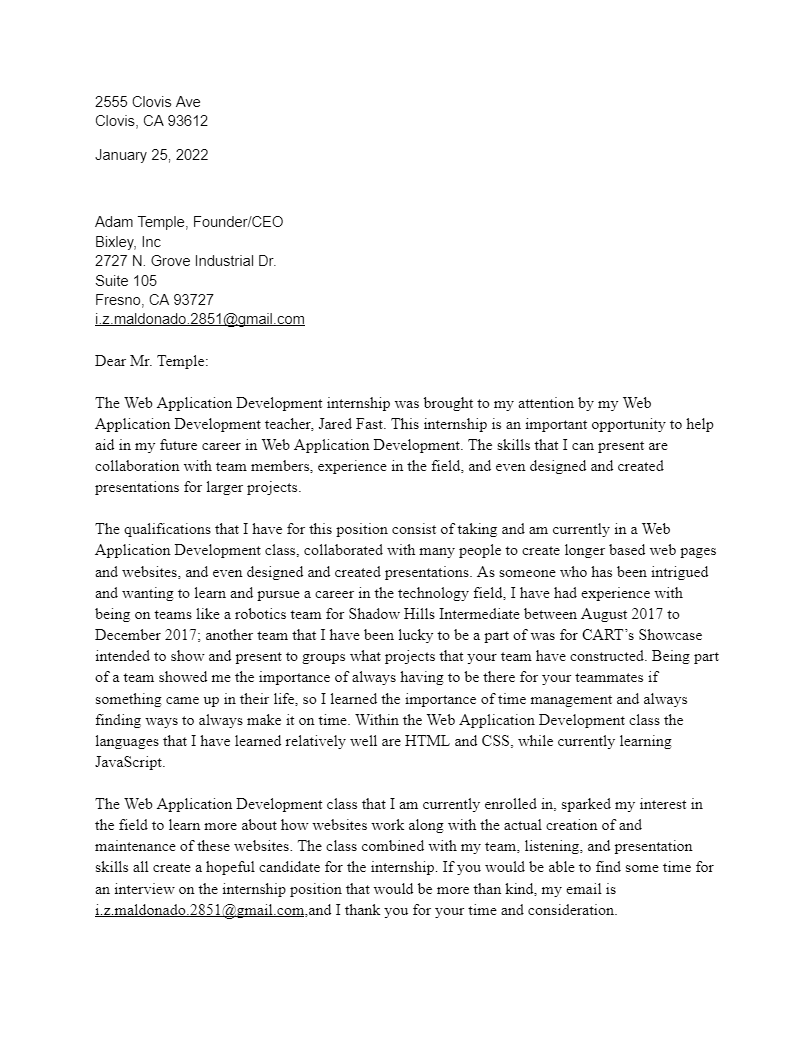 2555 Clovis Ave
Clovis, CA 93612
January 25, 2022
Adam Temple, Founder/CEO
Bixley, Inc
2727 N. Grove Industrial Dr.
Suite 105
Fresno, CA 93727
i.z.maldonado.2851@gmail.com
Dear Mr. Temple:
The Web Application Development internship was brought to my attention by my Web
Application Development teacher, Jared Fast. This internship is an important opportunity to help
aid in my future career in Web Application Development. The skills that I can present are
collaboration with team members, experience in the field, and even designed and created
presentations for larger projects.
The qualifications that I have for this position consist of taking and am currently in a Web
Application Development class, collaborated with many people to create longer based web pages
and websites, and even designed and created presentations. As someone who has been intrigued
and wanting to learn and pursue a career in the technology field, I have had experience with
being on teams like a robotics team for Shadow Hills Intermediate between August 2017 to
December 2017; another team that I have been lucky to be a part of was for CART’s Showcase
intended to show and present to groups what projects that your team have constructed. Being part
of a team showed me the importance of always having to be there for your teammates if
something came up in their life, so I learned the importance of time management and always
finding ways to always make it on time. Within the Web Application Development class the
languages that I have learned relatively well are HTML and CSS, while currently learning
JavaScript.
The Web Application Development class that I am currently enrolled in, sparked my interest in
the field to learn more about how websites work along with the actual creation of and
maintenance of these websites. The class combined with my team, listening, and presentation
skills all create a hopeful candidate for the internship. If you would be able to find some time for
an interview on the internship position that would be more than kind, my email is
i.z.maldonado.2851@gmail.com,and I thank you for your time and consideration.